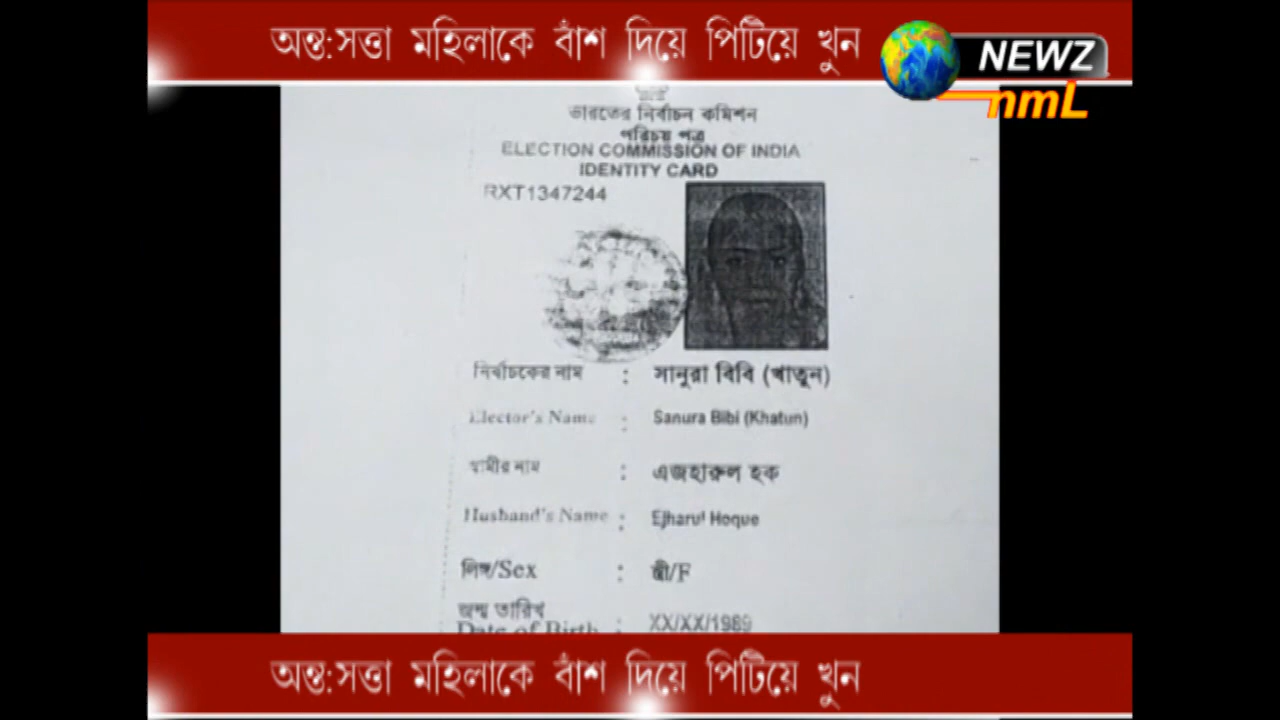 অন্ত:সত্তা মহিলাকে বাঁশ দিয়ে পিটিয়ে খুন
NEWZ
nmL
ভারতের নির্বাচন কমিশন
পরিচয় পত্র
ELECTION COMMISSION OF INDIA
IDENTITY CARD
RXT1347244
নির্বাচকের নাম : সানুরা বিবি (খাতুন)
Elector's Name : Sanura Bibi (Khatun)
স্বামীর নাম : এজহারুল হক
Husband's Name : Ejharul Hoque
লিঙ্গ/Sex : স্ত্রী/F
জন্ম তারিখ
Date of Birth : XX/XX/1989
অন্ত:সত্তা মহিলাকে বাঁশ দিয়ে পিটিয়ে খুন